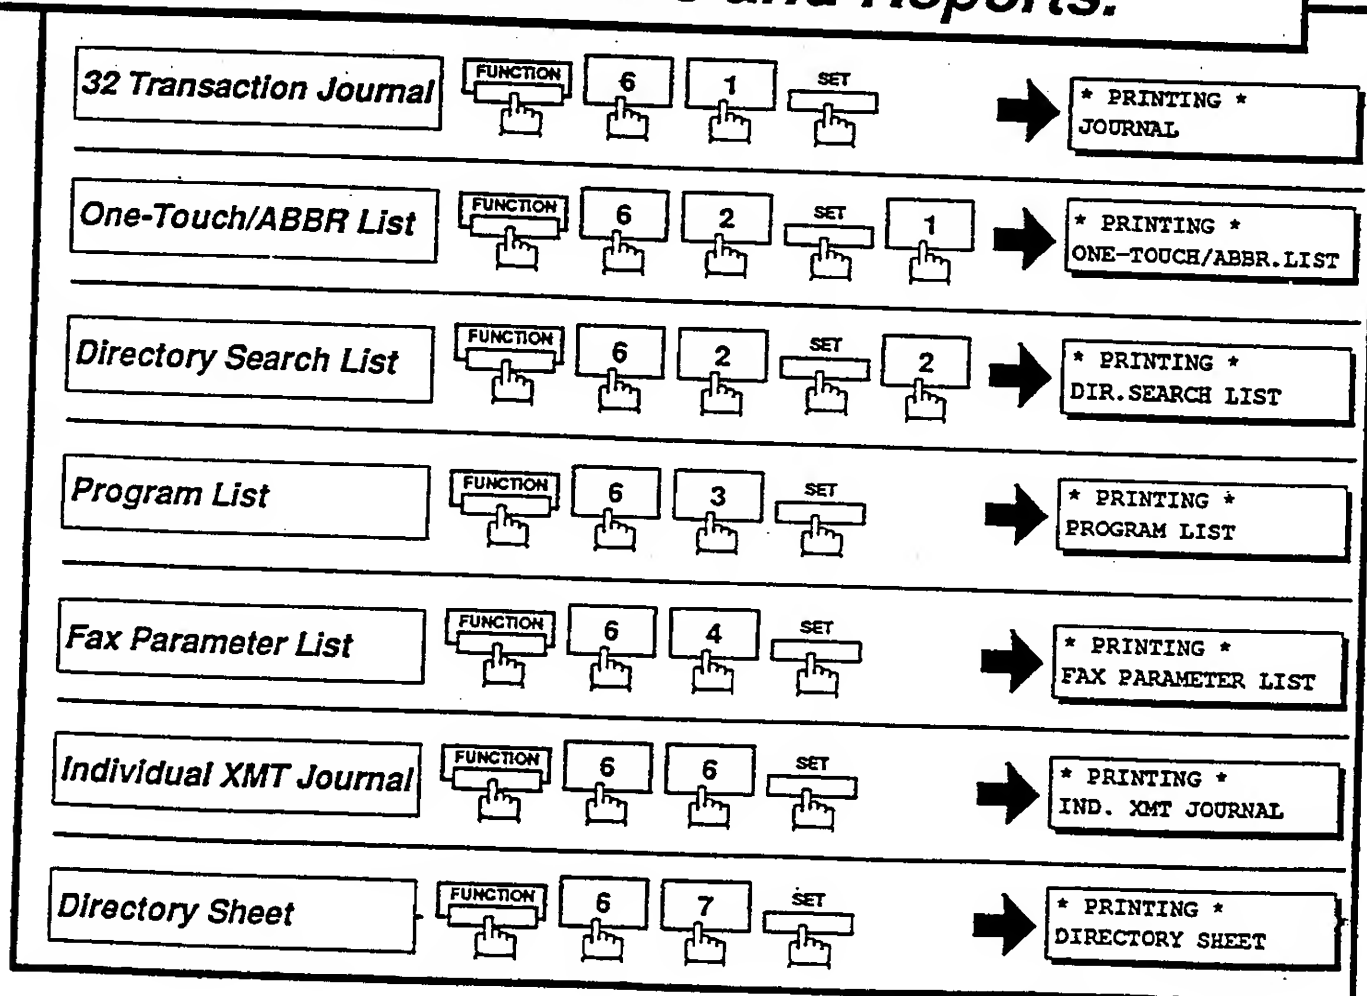 and Reports.
32 Transaction Journal FUNCTION 6 1 SET * PRINTING *
JOURNAL
One-Touch/ABBR List FUNCTION 6 2 SET 1 * PRINTING *
ONE-TOUCH/ABBR.LIST
Directory Search List FUNCTION 6 2 SET 2 * PRINTING *
DIR.SEARCH LIST
Program List FUNCTION 6 3 SET * PRINTING *
PROGRAM LIST
Fax Parameter List FUNCTION 6 4 SET * PRINTING *
FAX PARAMETER LIST
Individual XMT Journal FUNCTION 6 6 SET * PRINTING *
IND. XMT JOURNAL
Directory Sheet FUNCTION 6 7 SET * PRINTING *
DIRECTORY SHEET